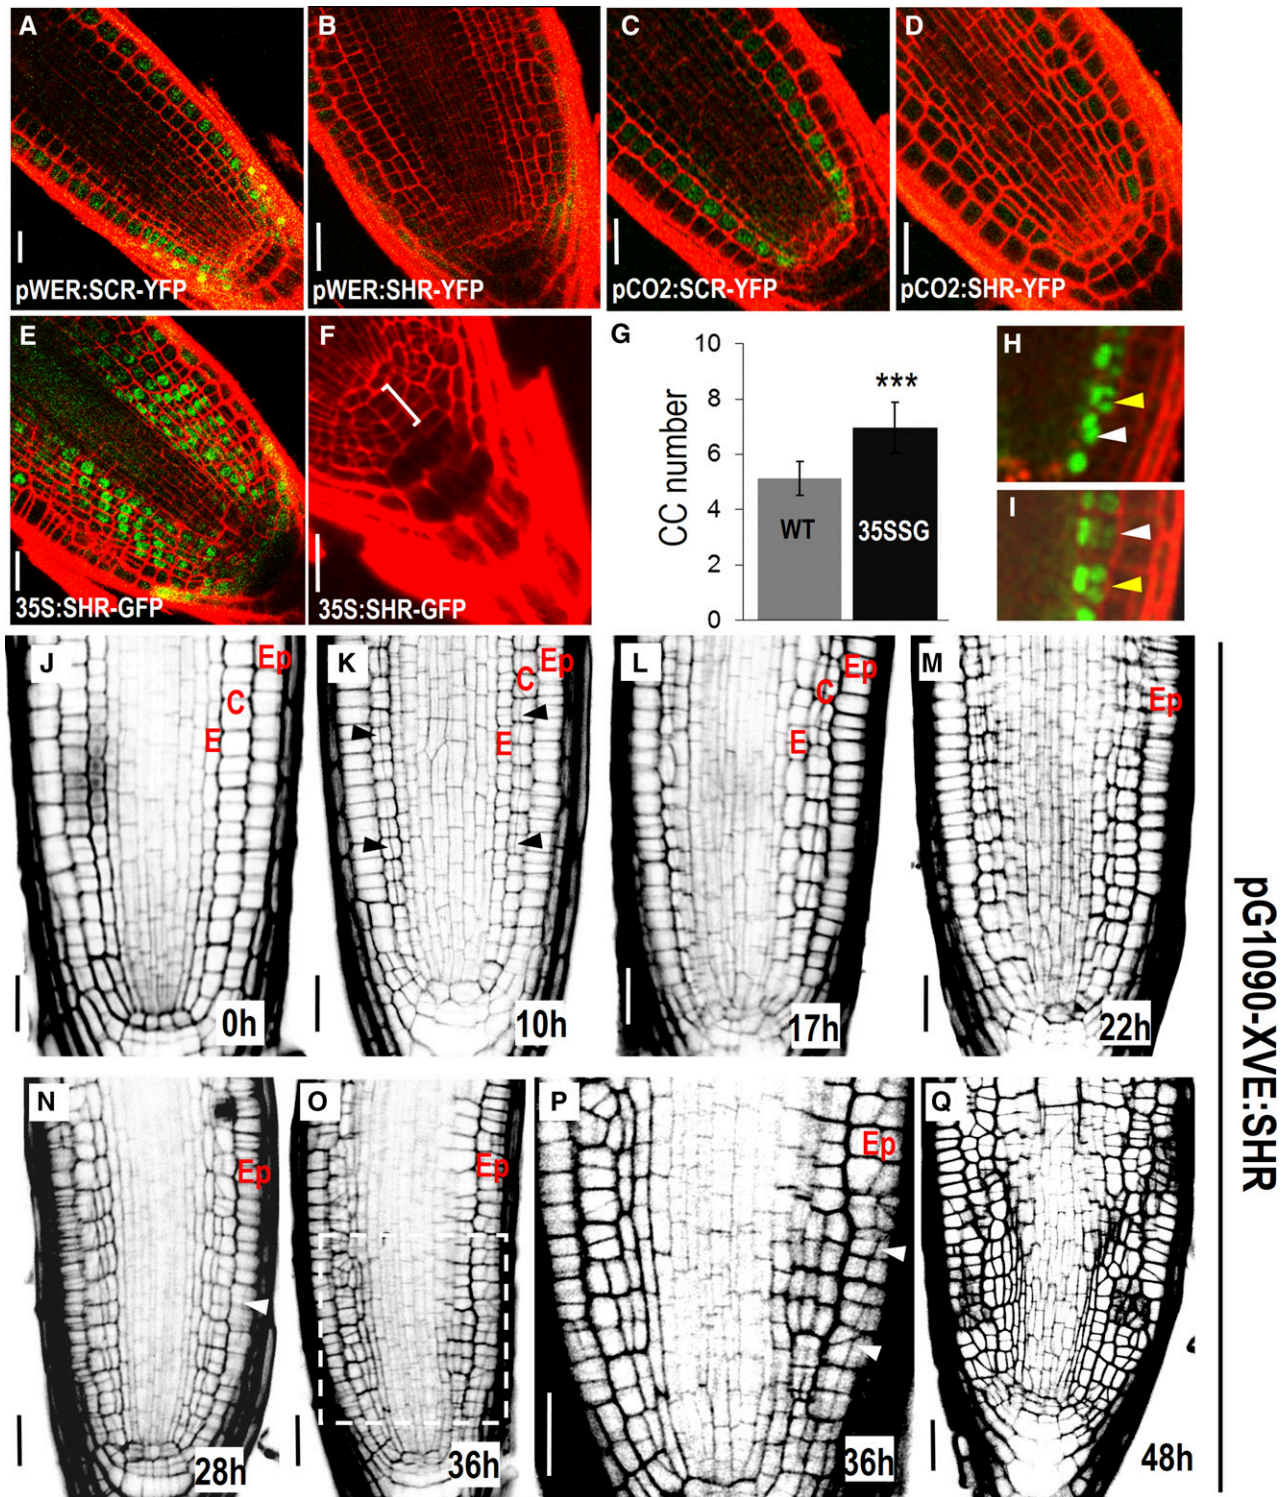 A
B
C
D
pWER:SCR-YFP
pWER:SHR-YFP
pCO2:SCR-YFP
pCO2:SHR-YFP
E
F
G
H
I
35S:SHR-GFP
35S:SHR-GFP
CC number
10
8
6
4
2
0
***
WT
35SSG
J
K
L
M
Ep
C
E
Ep
C
E
Ep
C
E
Ep
0h
10h
17h
22h
N
O
P
Q
Ep
Ep
Ep
28h
36h
36h
48h
pG1090-XVE:SHR